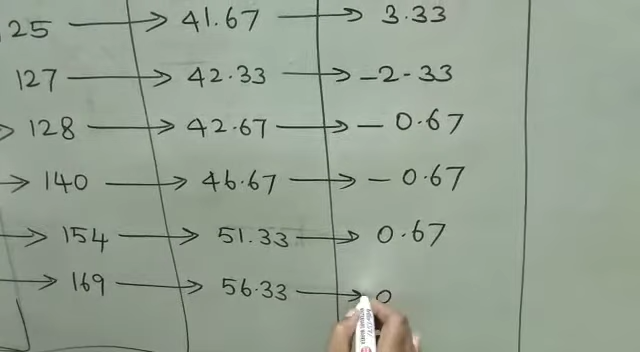 125 → 41.67 → 3.33
127 → 42.33 → -2.33
→ 128 → 42.67 → - 0.67
→ 140 → 46.67 → - 0.67
→ 154 → 51.33 → 0.67
→ 169 → 56.33 → 0